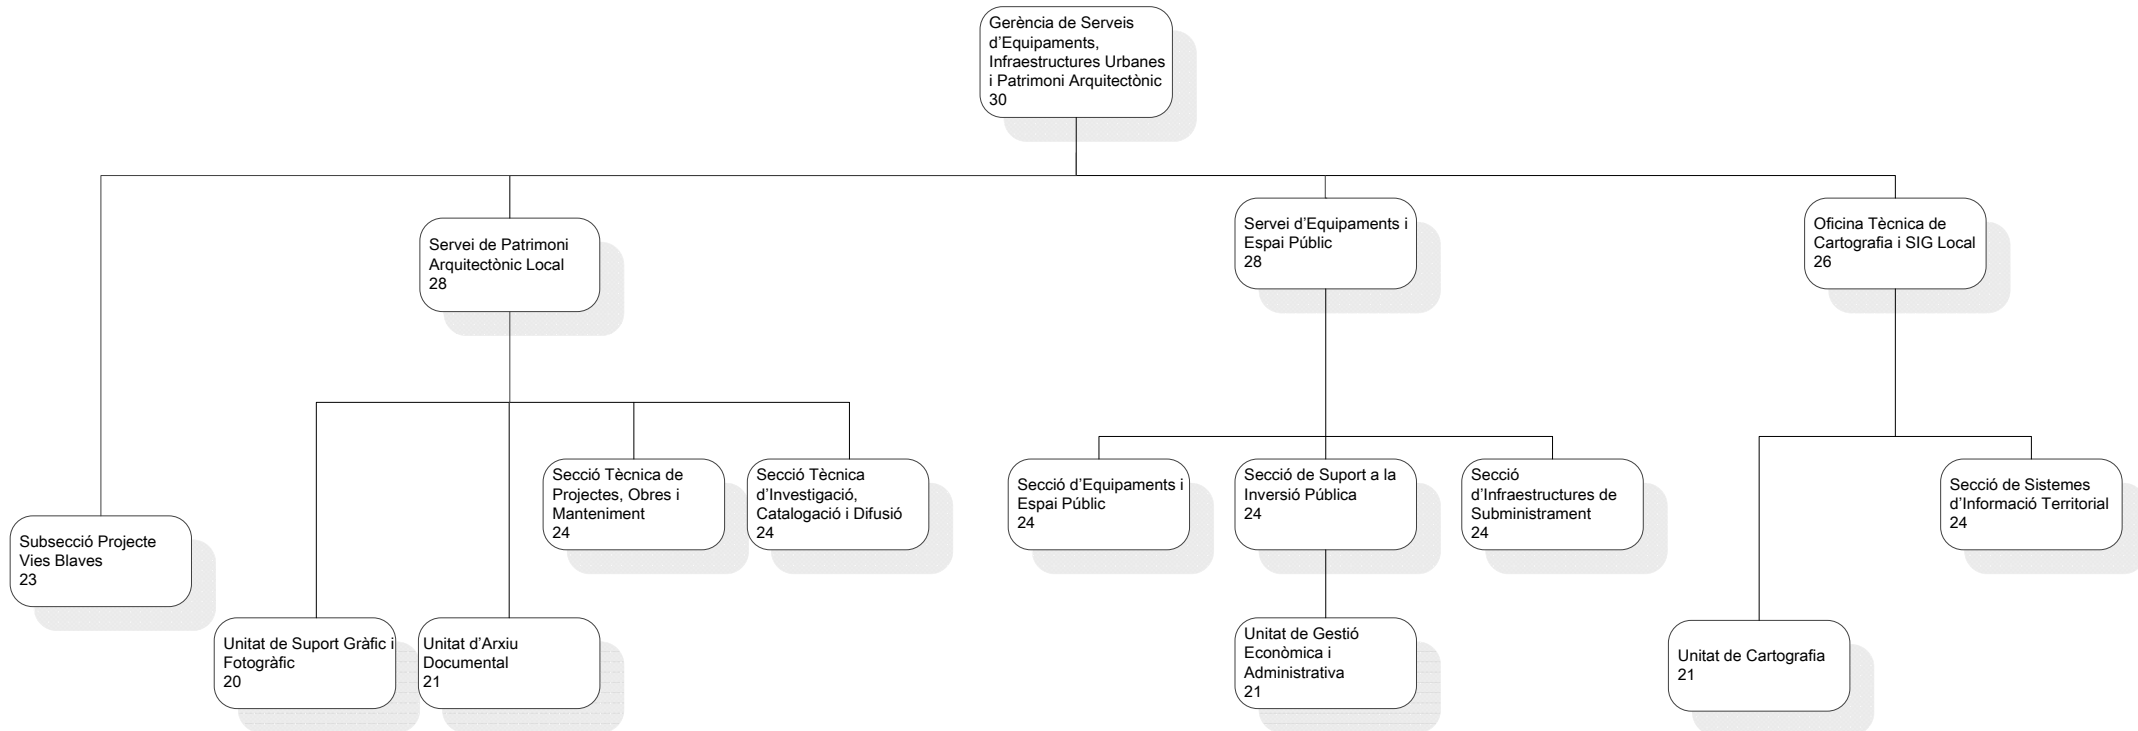 Gerència de Serveis
d’Equipaments,
Infraestructures Urbanes
i Patrimoni Arquitectònic
30
Servei de Patrimoni
Arquitectònic Local
28
Servei d’Equipaments i
Espai Públic
28
Oficina Tècnica de
Cartografia i SIG Local
26
Subsecció Projecte
Vies Blaves
23
Secció Tècnica de
Projectes, Obres i
Manteniment
24
Secció Tècnica
d’Investigació,
Catalogació i Difusió
24
Secció d’Equipaments i
Espai Públic
24
Secció de Suport a la
Inversió Pública
24
Secció
d’Infraestructures de
Subministrament
24
Secció de Sistemes
d’Informació Territorial
24
Unitat de Suport Gràfic i
Fotogràfic
20
Unitat d’Arxiu
Documental
21
Unitat de Gestió
Econòmica i
Administrativa
21
Unitat de Cartografia
21